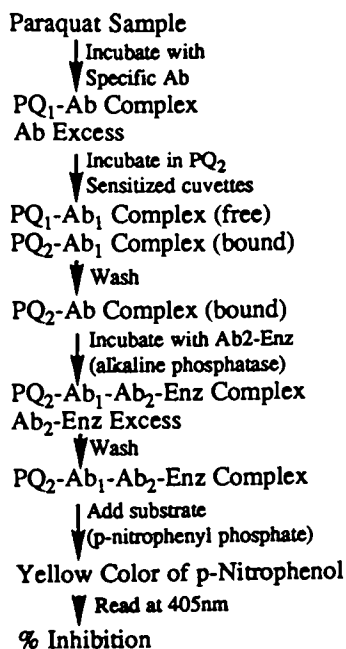 Paraquat Sample
Incubate with
Specific Ab
PQ₁-Ab Complex
Ab Excess
Incubate in PQ₂
Sensitized cuvettes
PQ₁-Ab₁ Complex (free)
PQ₂-Ab₁ Complex (bound)
Wash
PQ₂-Ab Complex (bound)
Incubate with Ab2-Enz
(alkaline phosphatase)
PQ₂-Ab₁-Ab₂-Enz Complex
Ab₂-Enz Excess
Wash
PQ₂-Ab₁-Ab₂-Enz Complex
Add substrate
(p-nitrophenyl phosphate)
Yellow Color of p-Nitrophenol
Read at 405nm
% Inhibition